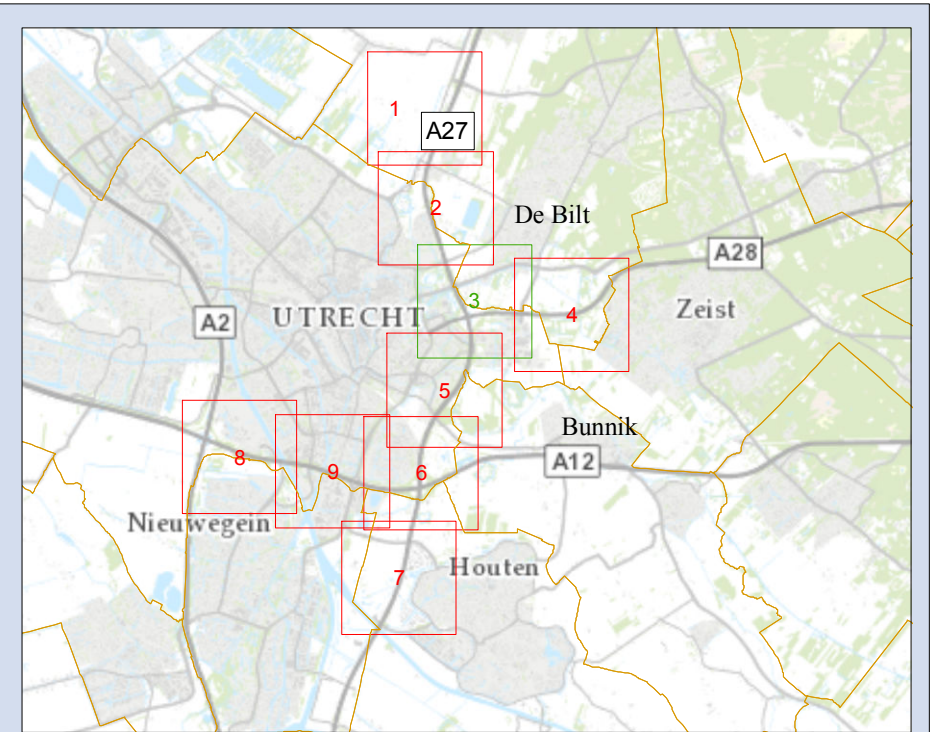 1
A27
2
De Bilt
A28
3
4
Zeist
A2
UTRECHT
5
Bunnik
A12
8
9
6
Nieuwegein
Houten
7